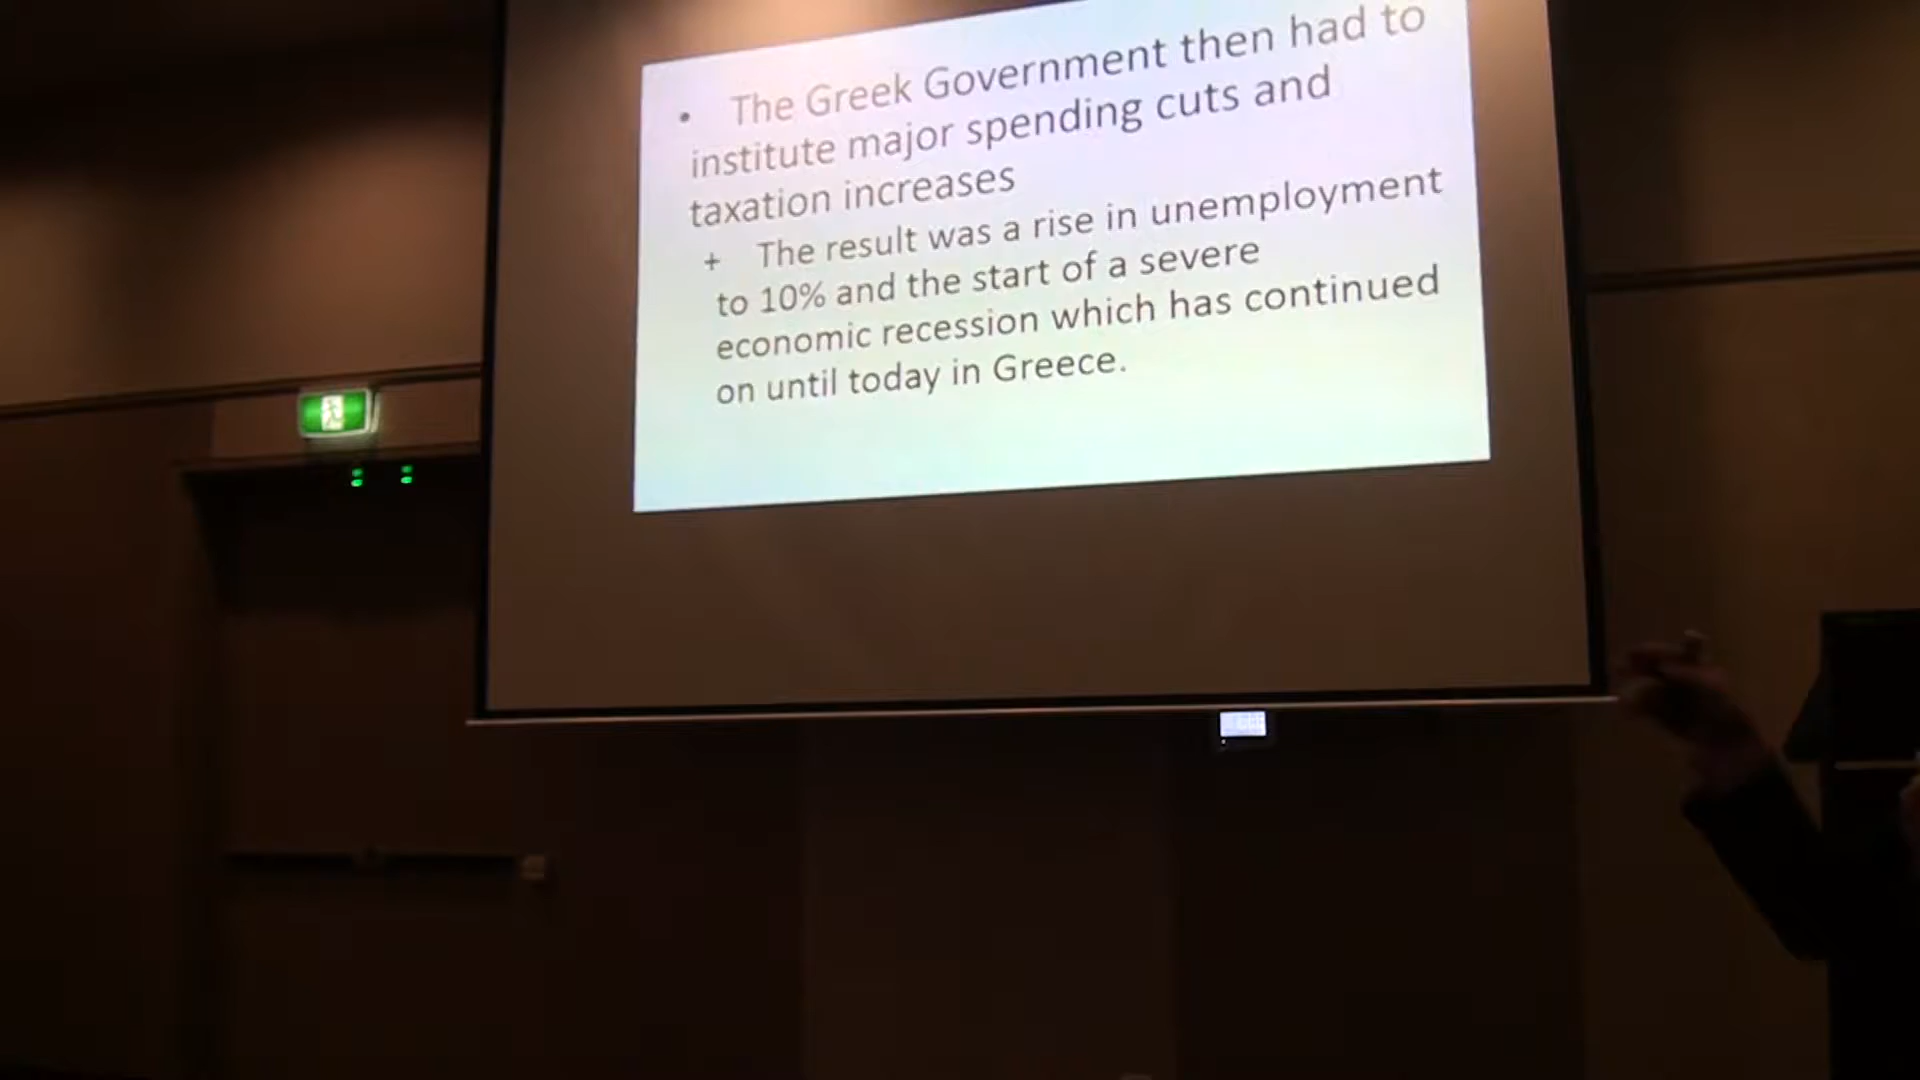 • The Greek Government then had to
institute major spending cuts and
taxation increases
+ The result was a rise in unemployment
to 10% and the start of a severe
economic recession which has continued
on until today in Greece.